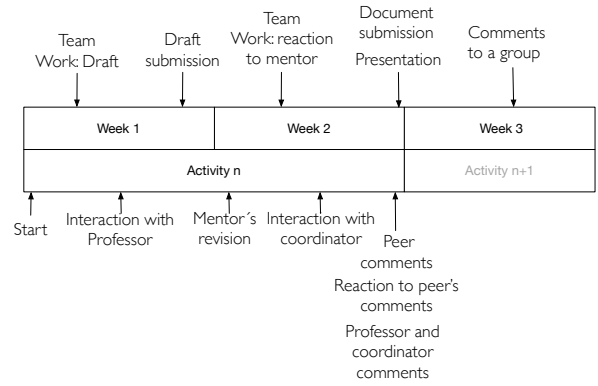 Team
Work: Draft
Draft
submission
Team
Work: reaction
to mentor
Document
submission
Presentation
Comments
to a group
Week 1
Week 2
Week 3
Activity n
Activity n+1
Start
Interaction with
Professor
Mentor´s
revision
Interaction with
coordinator
Peer
comments
Reaction to peer's
comments
Professor and
coordinator
comments